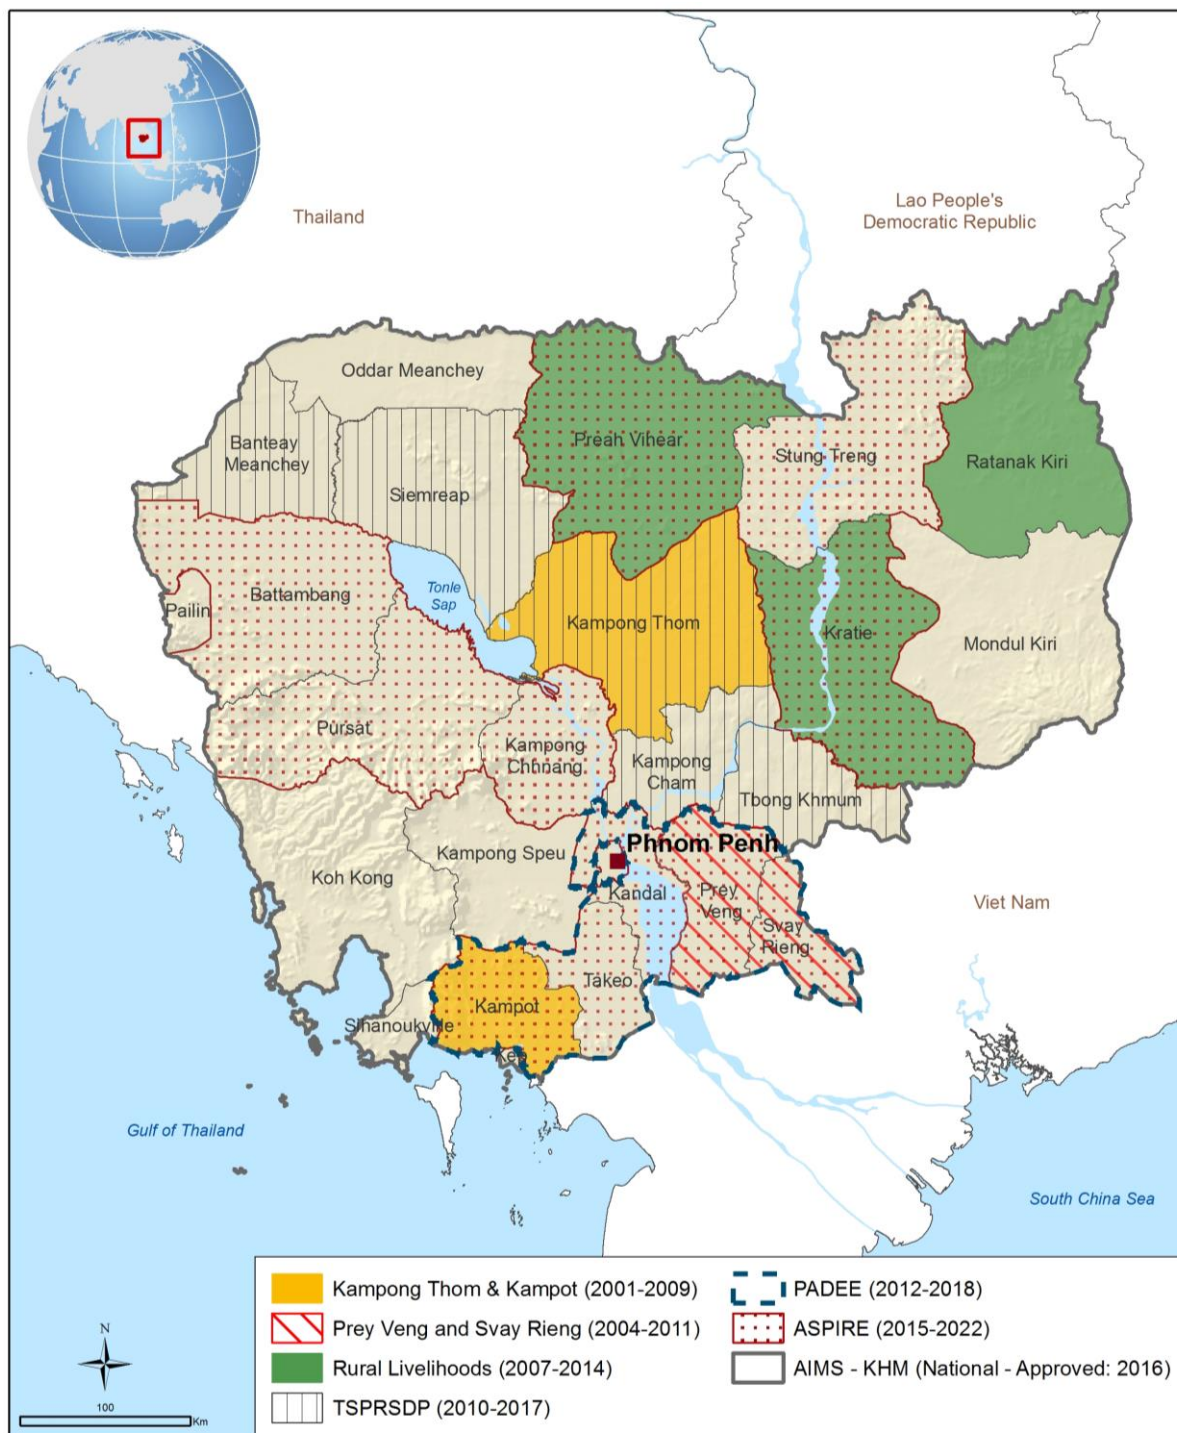 Thailand
Lao People's
Democratic Republic
Oddar Meanchey
Banteay
Meanchey
Siemreap
Preah Vihear
Stung Treng
Ratanak Kiri
Tonle
Sap
Pailin
Battambang
Kampong Thom
Kratie
Mondul Kiri
Pursat
Kampong
Chhnang
Kampong
Cham
Tbong Khmum
Phnom Penh
Kampong Speu
Koh Kong
Kandal
Prey
Veng
Svay
Rieng
Viet Nam
Takeo
Kampot
Sihanoukville
Kep
Gulf of Thailand
South China Sea
Kampong Thom & Kampot (2001-2009)
Prey Veng and Svay Rieng (2004-2011)
Rural Livelihoods (2007-2014)
TSPRSDP (2010-2017)
PADEE (2012-2018)
ASPIRE (2015-2022)
AIMS - KHM (National - Approved: 2016)
N
100
Km